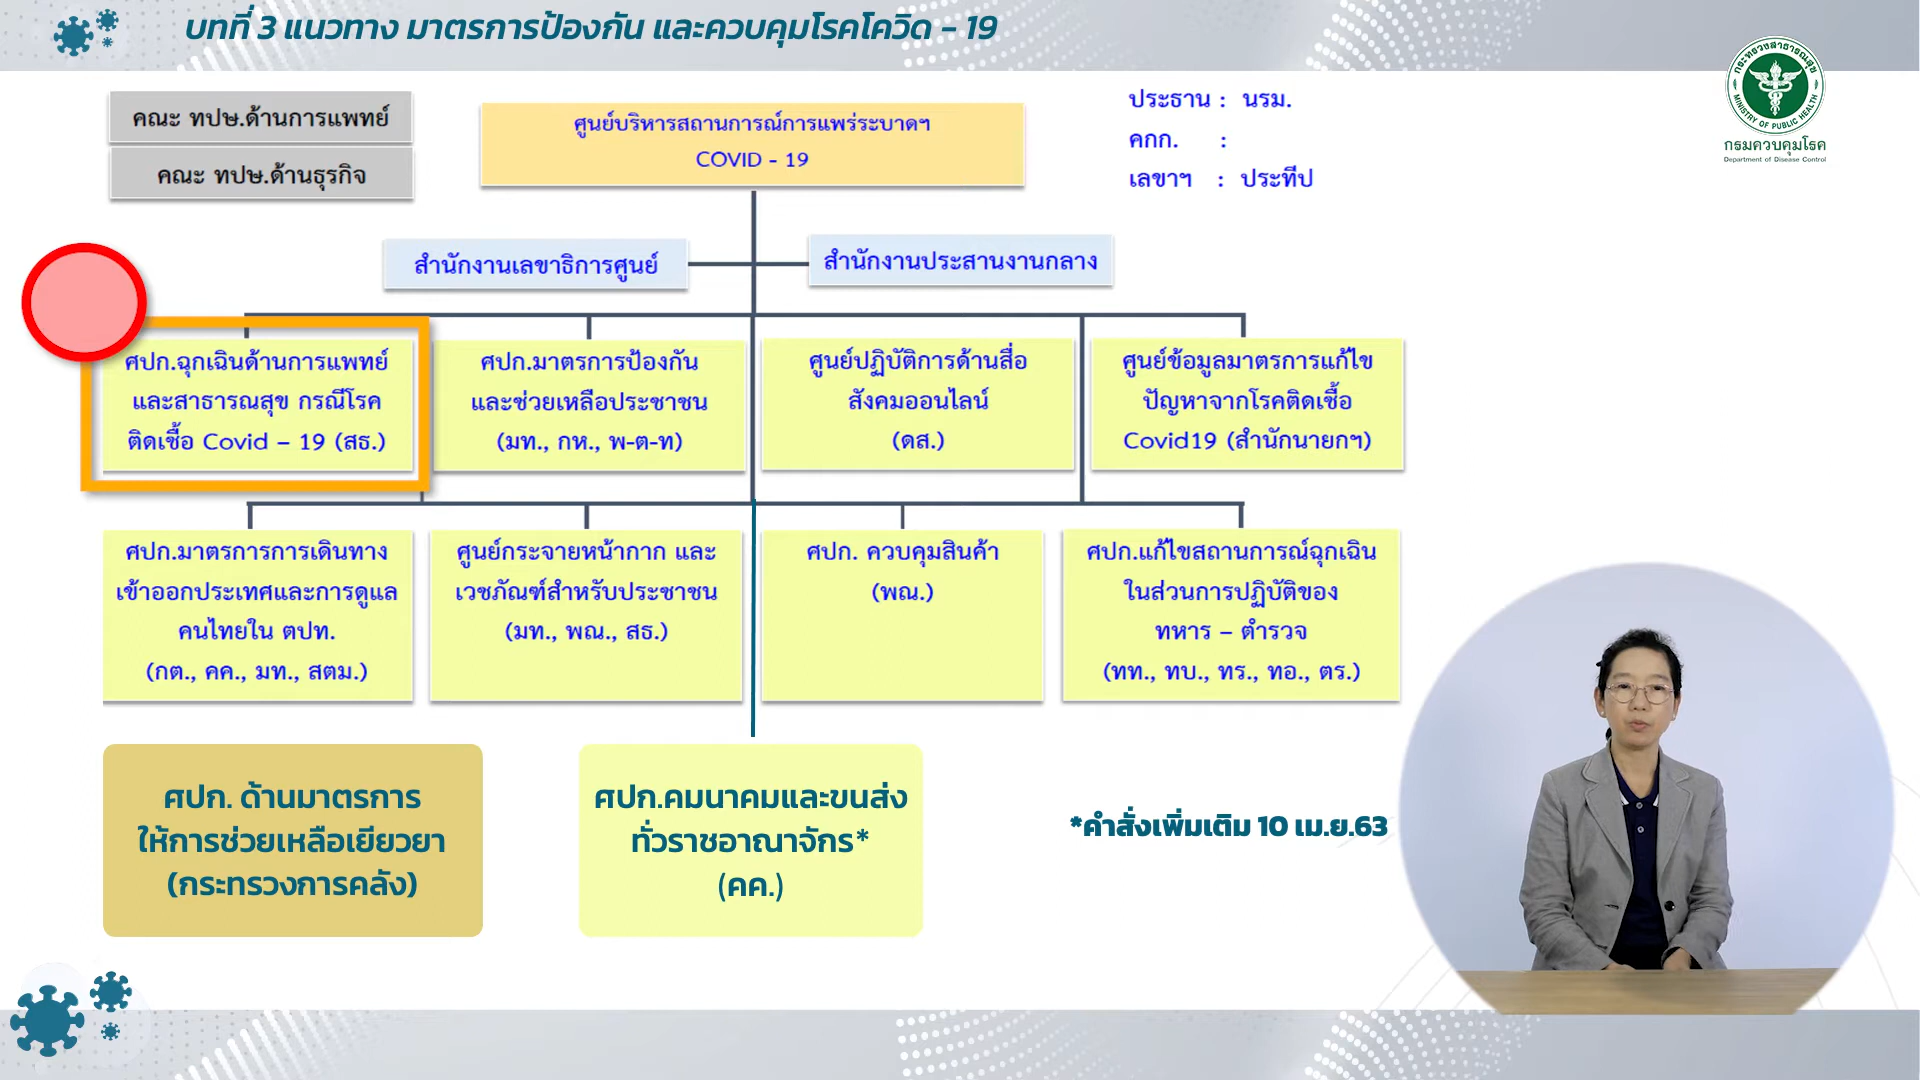 บทที่ 3 แนวทาง มาตรการป้องกัน และควบคุมโรคโควิด - 19
กระทรวงสาธารณสุข
MINISTRY OF PUBLIC HEALTH
กรมควบคุมโรค
Department of Disease Control
คณะ ทปษ.ด้านการแพทย์
คณะ ทปษ.ด้านธุรกิจ
ศูนย์บริหารสถานการณ์การแพร่ระบาดฯ
COVID - 19
ประธาน : นรม.
คกก. :
เลขาฯ : ประทีป
สำนักงานเลขาธิการศูนย์
สำนักงานประสานงานกลาง
ศปก.ฉุกเฉินด้านการแพทย์
และสาธารณสุข กรณีโรค
ติดเชื้อ Covid – 19 (สธ.)
ศปก.มาตรการป้องกัน
และช่วยเหลือประชาชน
(มท., กห., พ-ต-ท)
ศูนย์ปฏิบัติการด้านสื่อ
สังคมออนไลน์
(ดส.)
ศูนย์ข้อมูลมาตรการแก้ไข
ปัญหาจากโรคติดเชื้อ
Covid19 (สำนักนายกฯ)
ศปก.มาตรการการเดินทาง
เข้าออกประเทศและการดูแล
คนไทยใน ตปท.
(กต., คค., มท., สตม.)
ศูนย์กระจายหน้ากาก และ
เวชภัณฑ์สำหรับประชาชน
(มท., พณ., สธ.)
ศปก. ควบคุมสินค้า
(พณ.)
ศปก.แก้ไขสถานการณ์ฉุกเฉิน
ในส่วนการปฏิบัติของ
ทหาร – ตำรวจ
(ทท., ทบ., ทร., ทอ., ตร.)
ศปก. ด้านมาตรการ
ให้การช่วยเหลือเยียวยา
(กระทรวงการคลัง)
ศปก.คมนาคมและขนส่ง
ทั่วราชอาณาจักร*
(คค.)
*คำสั่งเพิ่มเติม 10 เม.ย.63